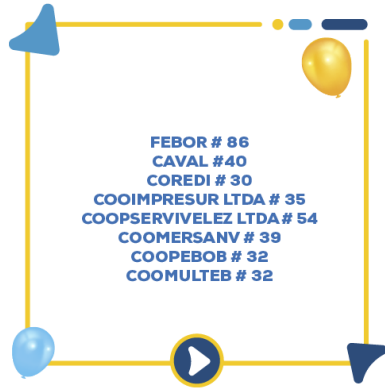 FEBOR # 86
CAVAL #40
COREDI # 30
COOIMPRESUR LTDA # 35
COOPSERVIVELEZ LTDA# 54
COOMERSANV # 39
COOPEBOB # 32
COOMULTEB # 32